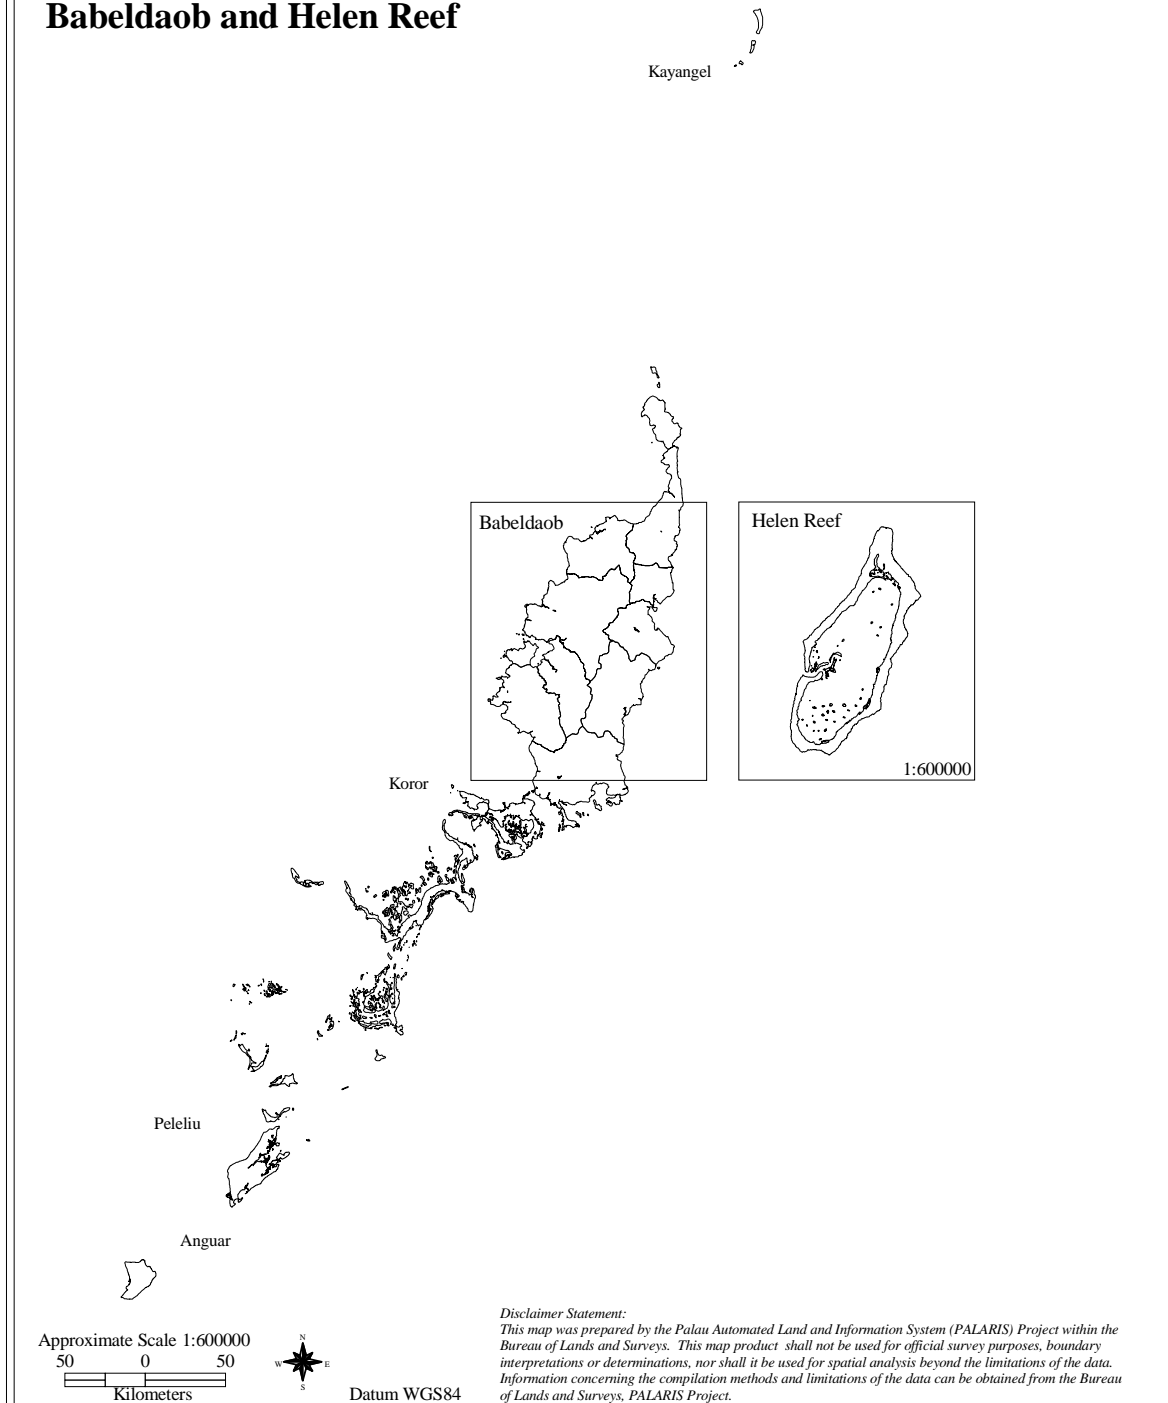 Babeldaob and Helen Reef
Kayangel
Babeldaob
Helen Reef
1:600000
Koror
Peleliu
Anguar
Disclaimer Statement:
This map was prepared by the Palau Automated Land and Information System (PALARIS) Project within the
Bureau of Lands and Surveys. This map product shall not be used for official survey purposes, boundary
interpretations or determinations, nor shall it be used for spatial analysis beyond the limitations of the data.
Information concerning the compilation methods and limitations of the data can be obtained from the Bureau
of Lands and Surveys, PALARIS Project.
Approximate Scale 1:600000
50 0 50
Kilometers
N
W E
S
Datum WGS84